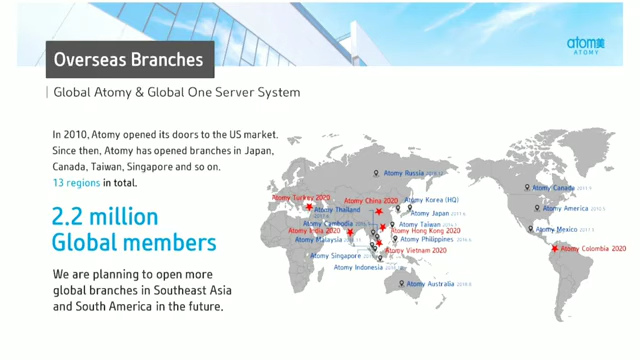 atom美
ATOMY
Overseas Branches
Global Atomy & Global One Server System
In 2010, Atomy opened its doors to the US market.
Since then, Atomy has opened branches in Japan,
Canada, Taiwan, Singapore and so on.
13 regions in total.
2.2 million
Global members
We are planning to open more
global branches in Southeast Asia
and South America in the future.
Atomy Russia
Atomy Turkey 2020
Atomy China 2020
Atomy Korea (HQ)
Atomy Thailand
Atomy Japan
Atomy Cambodia
Atomy Taiwan
Atomy India 2020
Atomy Hong Kong 2020
Atomy Malaysia
Atomy Philippines
Atomy Vietnam 2020
Atomy Singapore
Atomy Indonesia
Atomy Australia
Atomy Canada
Atomy America
Atomy Mexico
Atomy Colombia 2020